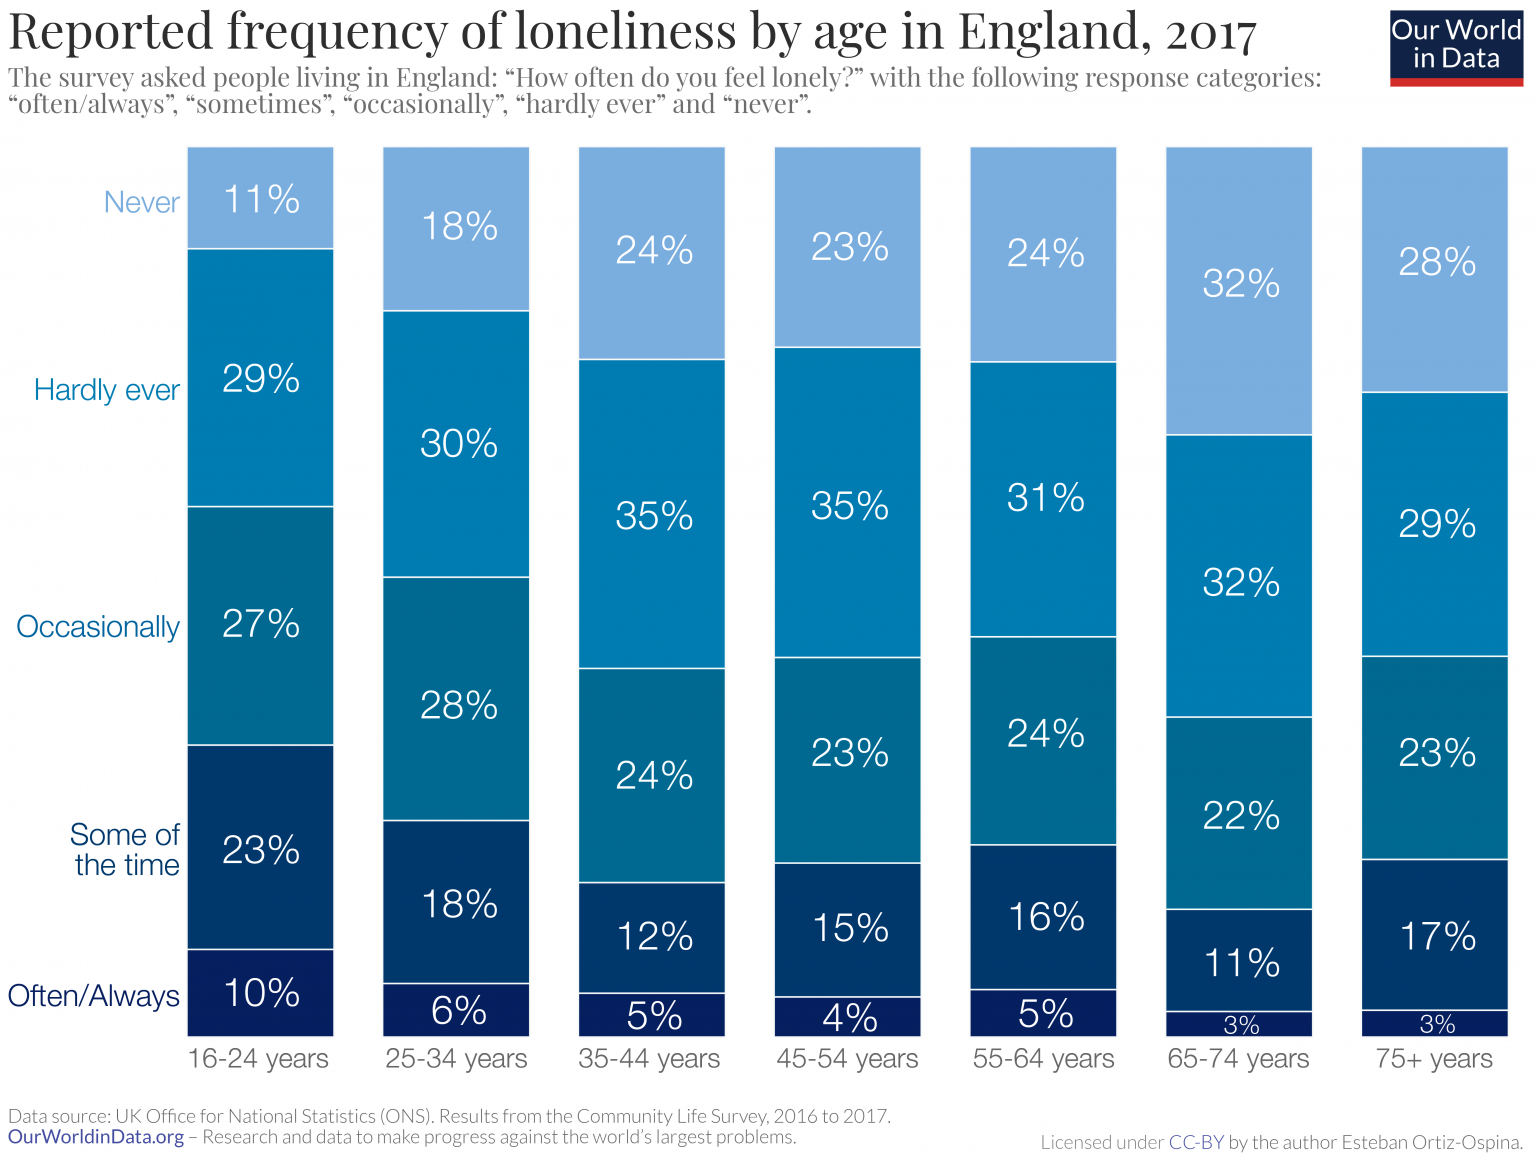 Reported frequency of loneliness by age in England, 2017
Our World
in Data
The survey asked people living in England: “How often do you feel lonely?” with the following response categories:
“often/always”, “sometimes”, “occasionally”, “hardly ever” and “never”.
Never
11%
18%
24%
23%
24%
32%
28%
Hardly ever
29%
30%
35%
35%
31%
32%
29%
Occasionally
27%
28%
24%
23%
24%
22%
23%
Some of
the time
23%
18%
12%
15%
16%
11%
17%
Often/Always
10%
6%
5%
4%
5%
3%
3%
16-24 years
25-34 years
35-44 years
45-54 years
55-64 years
65-74 years
75+ years
Data source: UK Office for National Statistics (ONS). Results from the Community Life Survey, 2016 to 2017.
OurWorldinData.org – Research and data to make progress against the world’s largest problems.
Licensed under CC-BY by the author Esteban Ortiz-Ospina.